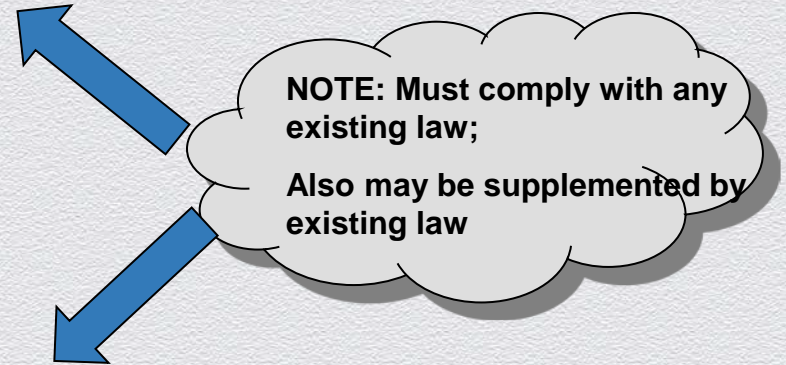 NOTE: Must comply with any
existing law;
Also may be supplemented by
existing law